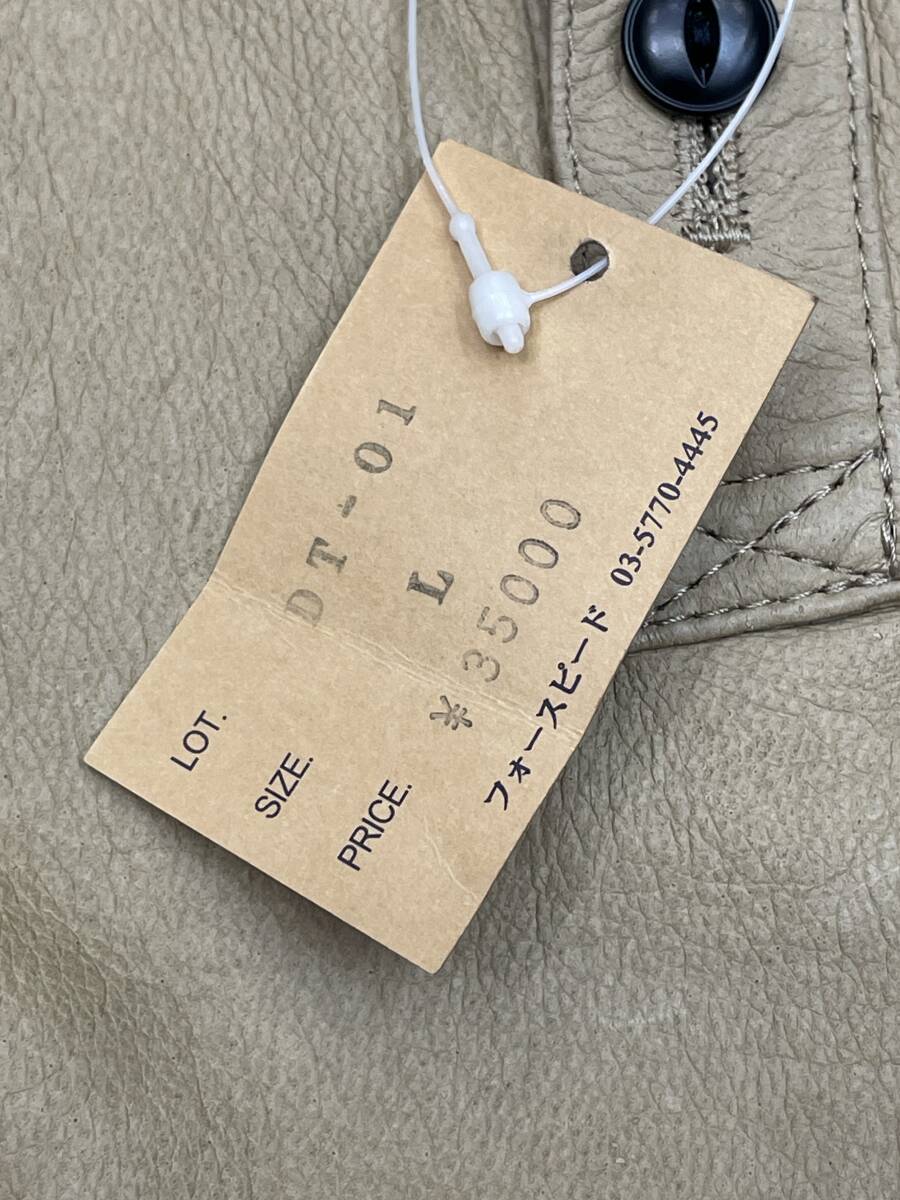 LOT. DT-01
SIZE. L
PRICE. ¥35000
フォースピード 03-5770-4445